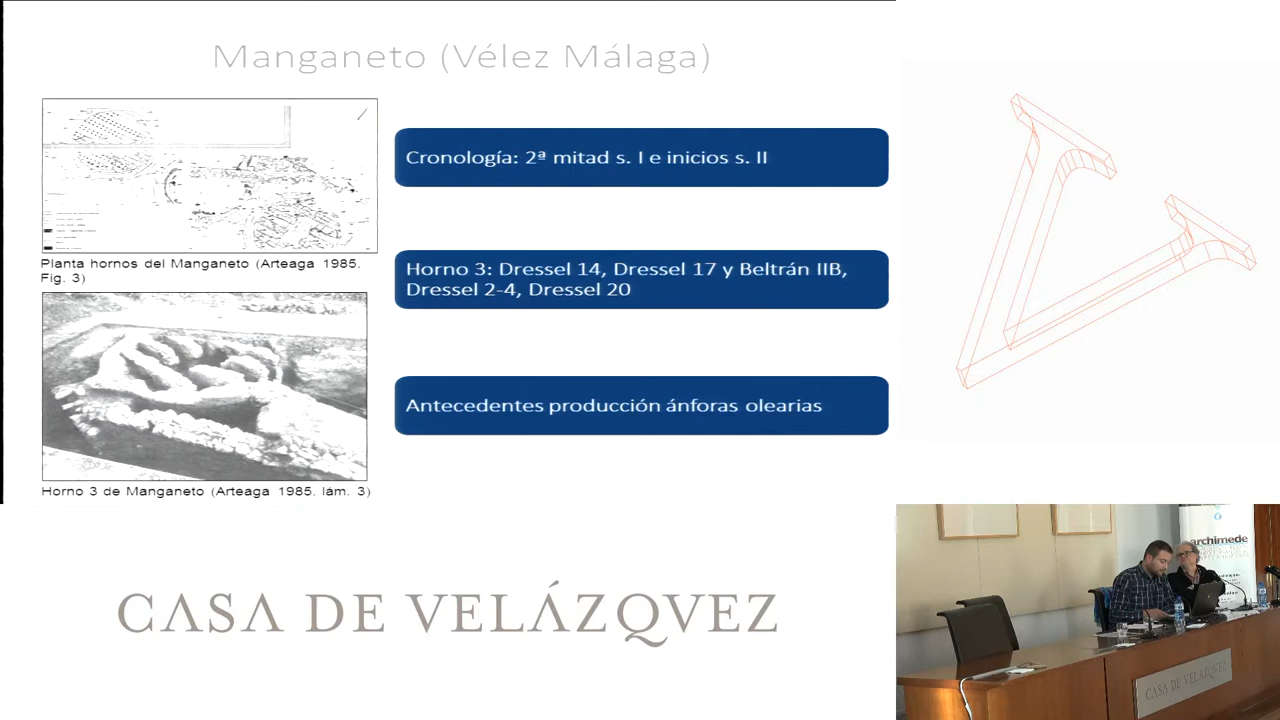 Manganeto (Vélez Málaga)
Planta hornos del Manganeto (Arteaga 1985.
Fig. 3)
Horno 3 de Manganeto (Arteaga 1985. lám. 3)
Cronología: 2ª mitad s. I e inicios s. II
Horno 3: Dressel 14, Dressel 17 y Beltrán IIB,
Dressel 2-4, Dressel 20
Antecedentes producción ánforas olearias
CASA DE VELÁZQVEZ
archimede
CASA DE VELAZQVEZ